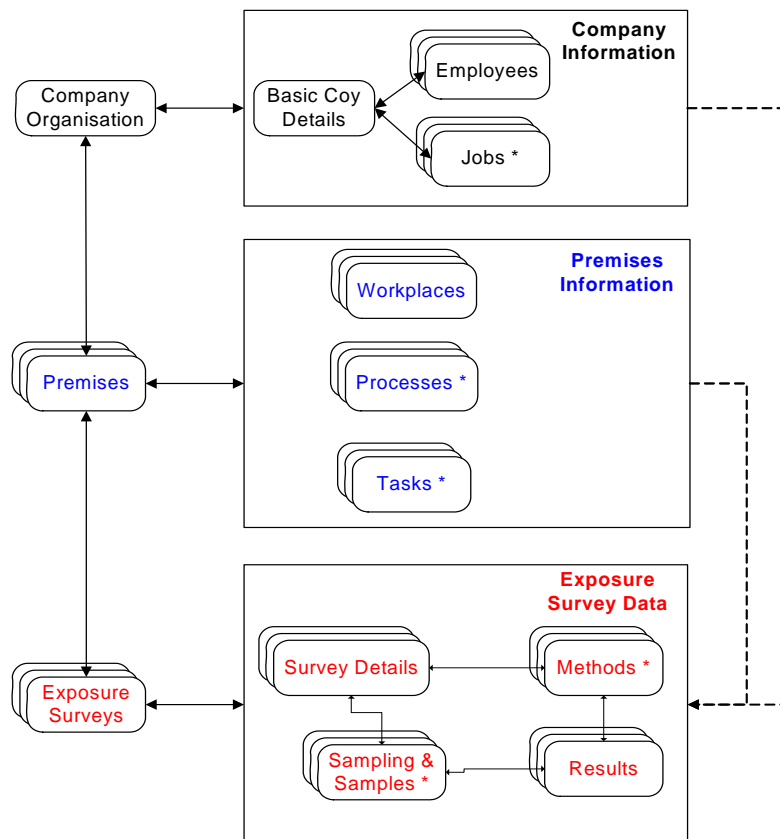 Company
Information
Employees
Company
Organisation
Basic Coy
Details
Jobs *
Premises
Information
Workplaces
Premises
Processes *
Tasks *
Exposure
Survey Data
Survey Details
Methods *
Exposure
Surveys
Sampling &
Samples *
Results